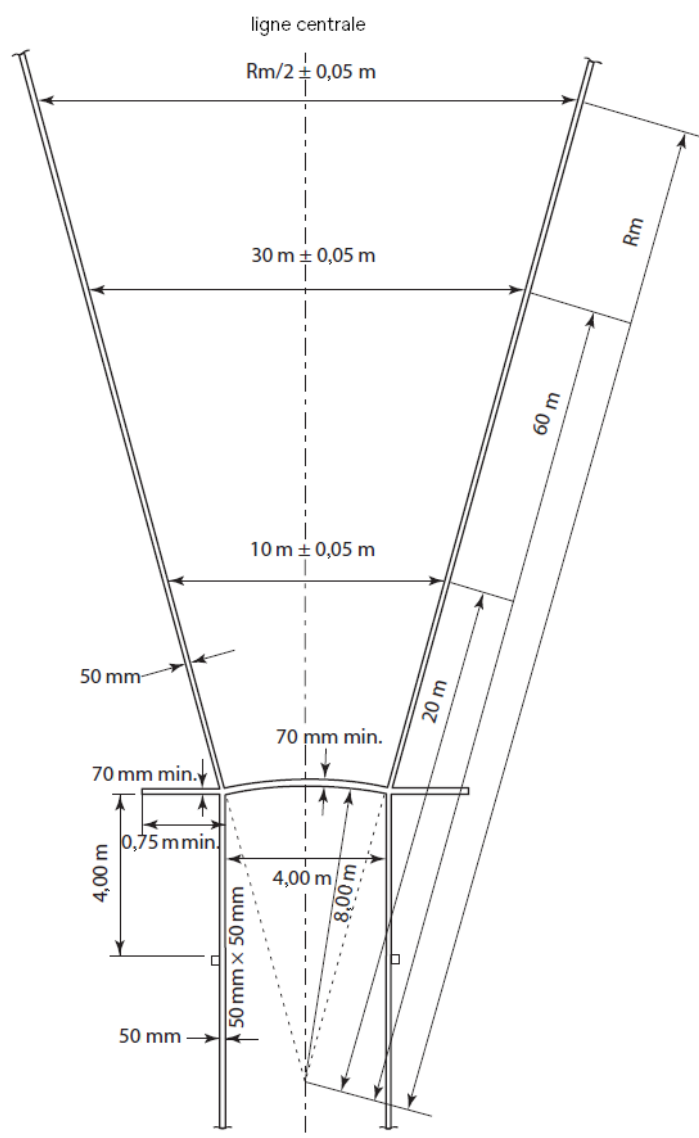 ligne centrale
Rm/2 ± 0,05 m
Rm
30 m ± 0,05 m
60 m
10 m ± 0,05 m
50 mm
20 m
70 mm min.
70 mm min.
0,75 m min.
4,00 m
4,00 m
8,00 m
50 mm × 50 mm
50 mm